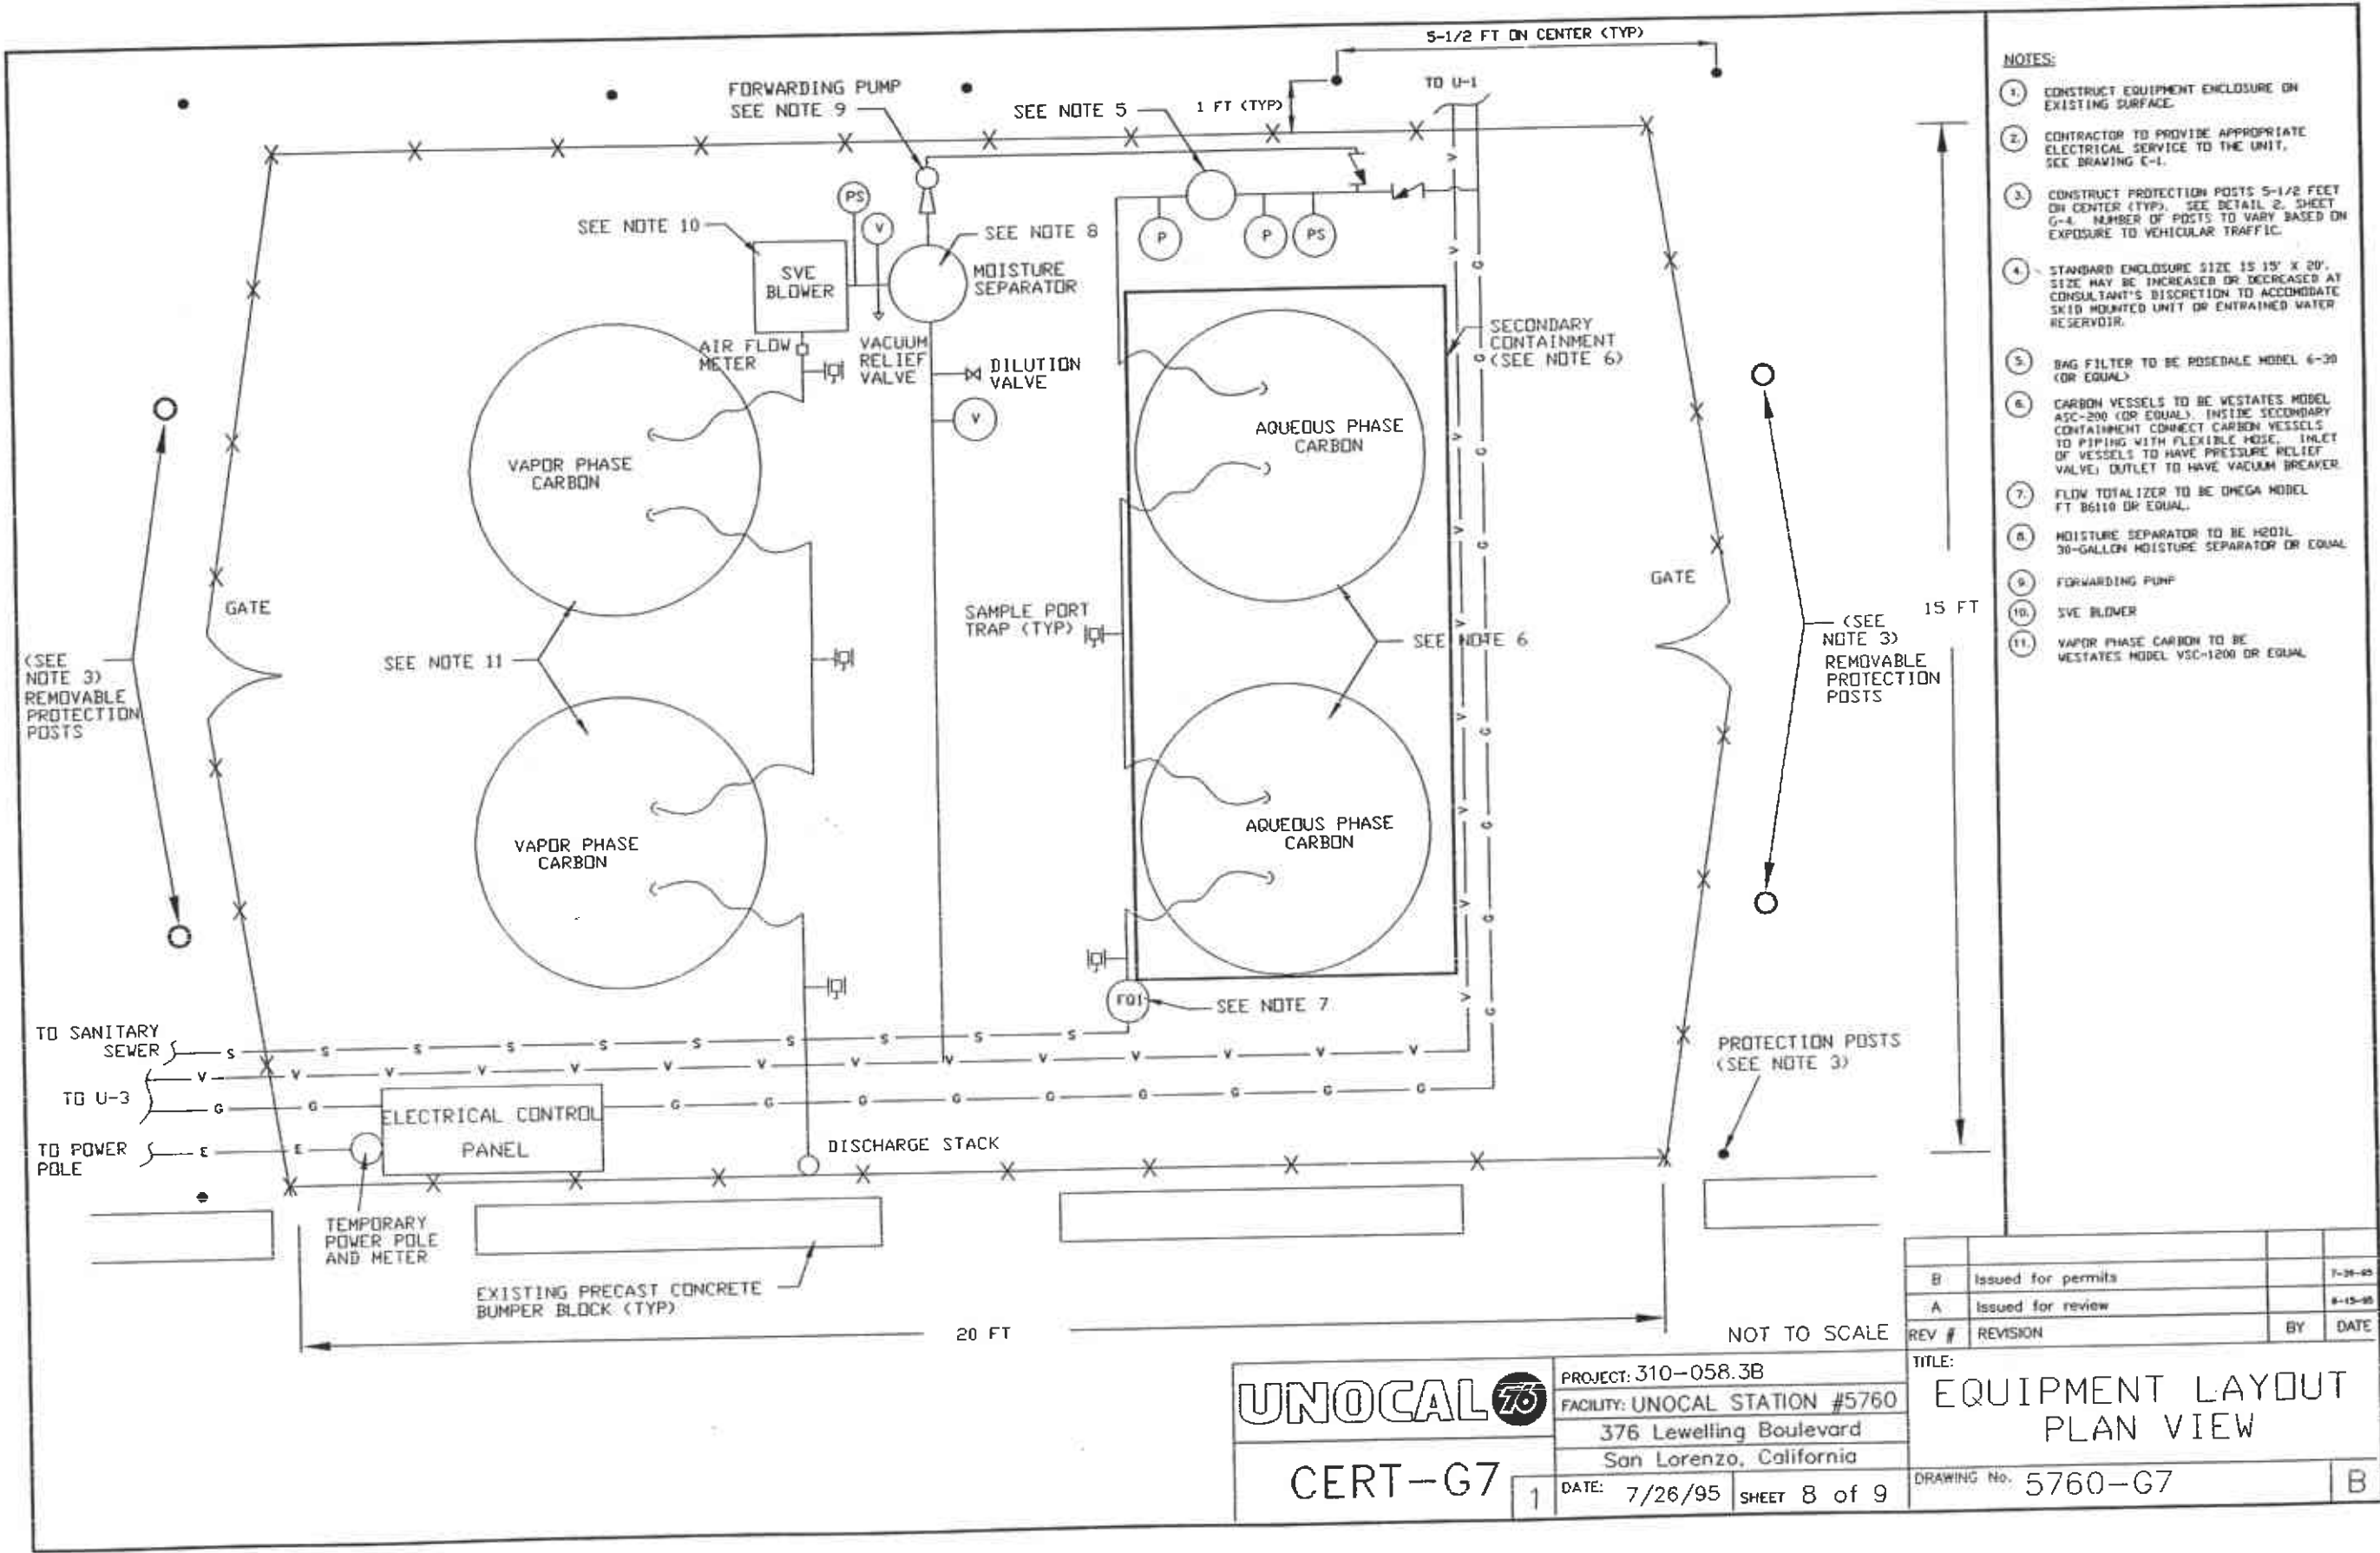 5-1/2 FT ON CENTER (TYP)
TO U-1
FORWARDING PUMP
SEE NOTE 9
SEE NOTE 5
1 FT (TYP)
PS
V
SEE NOTE 10
SEE NOTE 8
SVE
BLOWER
MOISTURE
SEPARATOR
P
P
PS
AIR FLOW
METER
VACUUM
RELIEF
VALVE
DILUTION
VALVE
V
SECONDARY
CONTAINMENT
(SEE NOTE 6)
VAPOR PHASE
CARBON
AQUEOUS PHASE
CARBON
GATE
GATE
SAMPLE PORT
TRAP (TYP)
SEE NOTE 6
SEE NOTE 11
(SEE
NOTE 3)
REMOVABLE
PROTECTION
POSTS
(SEE
NOTE 3)
REMOVABLE
PROTECTION
POSTS
15 FT
VAPOR PHASE
CARBON
AQUEOUS PHASE
CARBON
FQI
SEE NOTE 7
TO SANITARY
SEWER
S S S S S S S S S S
TO U-3
V V V V V V V V V V V V V V
G G G G G G G G G G G
TO POWER
POLE
E E
ELECTRICAL CONTROL
PANEL
DISCHARGE STACK
PROTECTION POSTS
(SEE NOTE 3)
TEMPORARY
POWER POLE
AND METER
EXISTING PRECAST CONCRETE
BUMPER BLOCK (TYP)
20 FT
NOT TO SCALE
NOTES:
1. CONSTRUCT EQUIPMENT ENCLOSURE ON
EXISTING SURFACE.
2. CONTRACTOR TO PROVIDE APPROPRIATE
ELECTRICAL SERVICE TO THE UNIT,
SEE DRAWING E-1.
3. CONSTRUCT PROTECTION POSTS 5-1/2 FEET
ON CENTER (TYP). SEE DETAIL 2, SHEET
G-4. NUMBER OF POSTS TO VARY BASED ON
EXPOSURE TO VEHICULAR TRAFFIC.
4. STANDARD ENCLOSURE SIZE IS 15' X 20'.
SIZE MAY BE INCREASED OR DECREASED AT
CONSULTANT'S DISCRETION TO ACCOMODATE
SKID MOUNTED UNIT OR ENTRAINED WATER
RESERVOIR.
5. BAG FILTER TO BE ROSEDALE MODEL 6-30
(OR EQUAL)
6. CARBON VESSELS TO BE WESTATES MODEL
ASC-200 (OR EQUAL). INSIDE SECONDARY
CONTAINMENT CONNECT CARBON VESSELS
TO PIPING WITH FLEXIBLE HOSE. INLET
OF VESSELS TO HAVE PRESSURE RELIEF
VALVE; OUTLET TO HAVE VACUUM BREAKER.
7. FLOW TOTALIZER TO BE OMEGA MODEL
FT B6110 OR EQUAL.
8. MOISTURE SEPARATOR TO BE H2OIL
30-GALLON MOISTURE SEPARATOR OR EQUAL
9. FORWARDING PUMP
10. SVE BLOWER
11. VAPOR PHASE CARBON TO BE
WESTATES MODEL VSC-1200 OR EQUAL
B Issued for permits
A Issued for review
REV # REVISION BY DATE
UNOCAL 76
CERT-G7
1
PROJECT: 310-058.3B
FACILITY: UNOCAL STATION #5760
376 Lewelling Boulevard
San Lorenzo, California
DATE: 7/26/95 SHEET 8 of 9
TITLE:
EQUIPMENT LAYOUT
PLAN VIEW
DRAWING No. 5760-G7 B